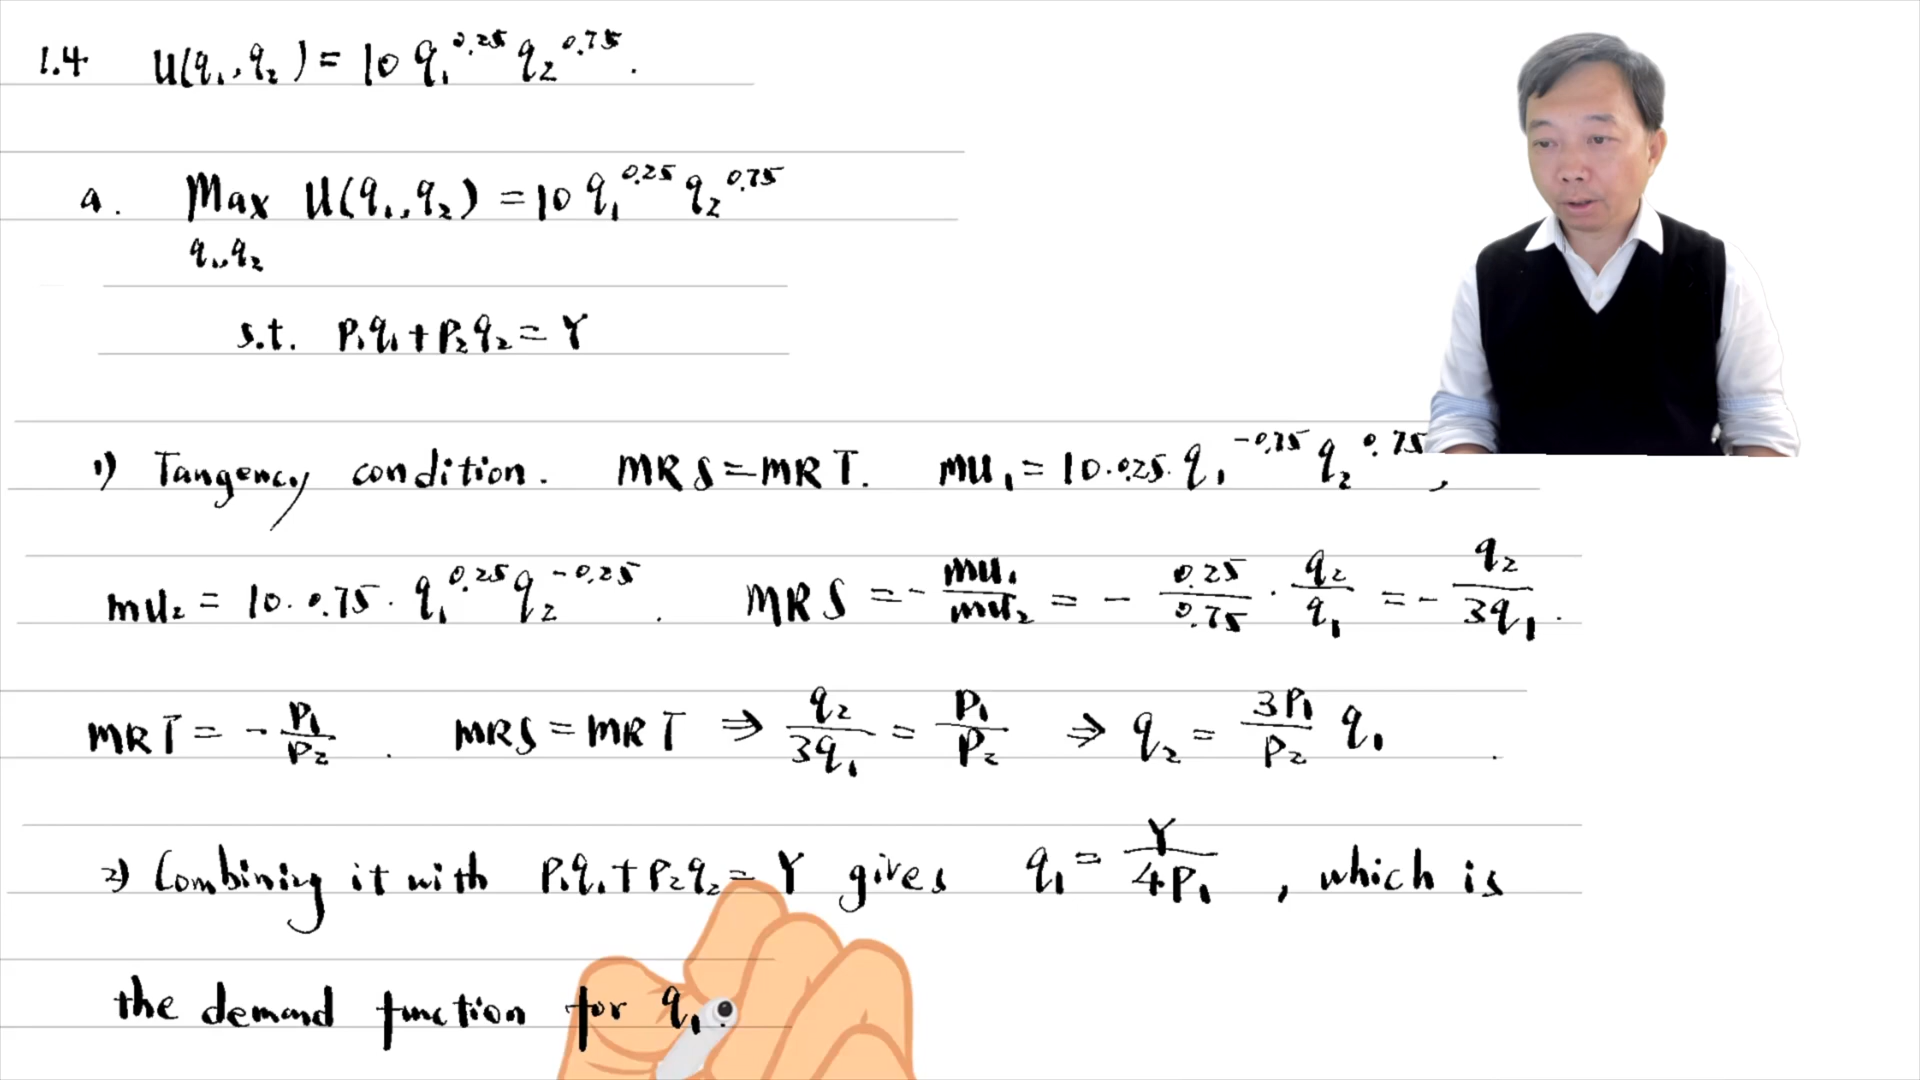 1.4 U(q₁, q₂) = 10 q₁^0.25 q₂^0.75.
a. Max U(q₁, q₂) = 10 q₁^0.25 q₂^0.75
q₁, q₂
s.t. P₁q₁ + P₂q₂ = Y
1) Tangency condition. MRS = MRT. MU₁ = 10·0.25·q₁^-0.75 q₂^0.75,
MU₂ = 10·0.75·q₁^0.25 q₂^-0.25. MRS = - MU₁/MU₂ = - 0.25/0.75 · q₂/q₁ = - q₂/3q₁.
MRT = - P₁/P₂. MRS = MRT ⇒ q₂/3q₁ = P₁/P₂ ⇒ q₂ = 3P₁/P₂ q₁.
2) Combining it with P₁q₁ + P₂q₂ = Y gives q₁ = Y/4P₁, which is
the demand function for q₁.